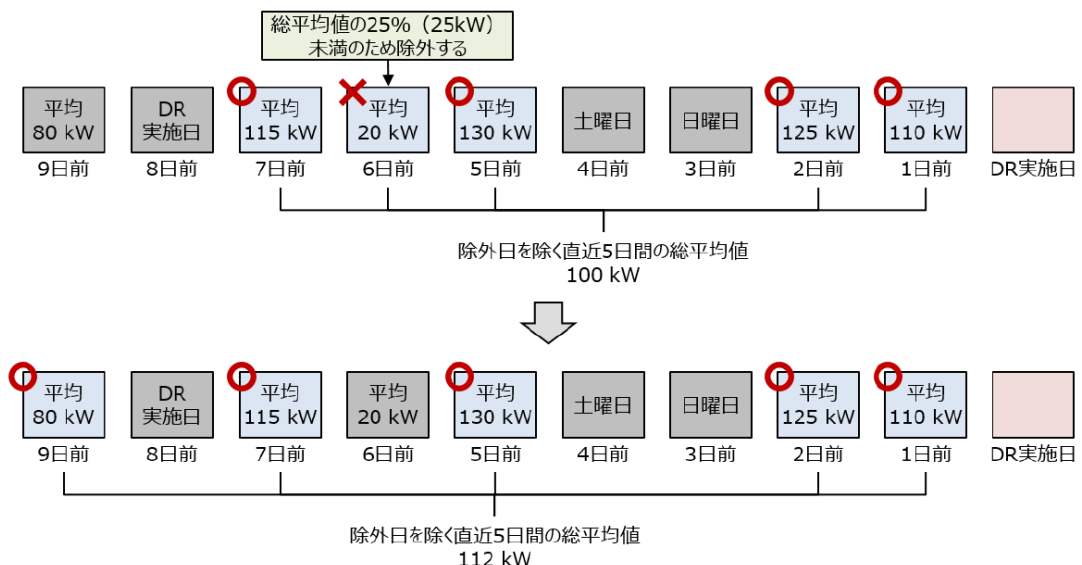 総平均値の25%（25kW）
未満のため除外する
平均
80 kW
DR
実施日
平均
115 kW
平均
20 kW
平均
130 kW
土曜日
日曜日
平均
125 kW
平均
110 kW
9日前
8日前
7日前
6日前
5日前
4日前
3日前
2日前
1日前
DR実施日
除外日を除く直近5日間の総平均値
100 kW
平均
80 kW
DR
実施日
平均
115 kW
平均
20 kW
平均
130 kW
土曜日
日曜日
平均
125 kW
平均
110 kW
9日前
8日前
7日前
6日前
5日前
4日前
3日前
2日前
1日前
DR実施日
除外日を除く直近5日間の総平均値
112 kW